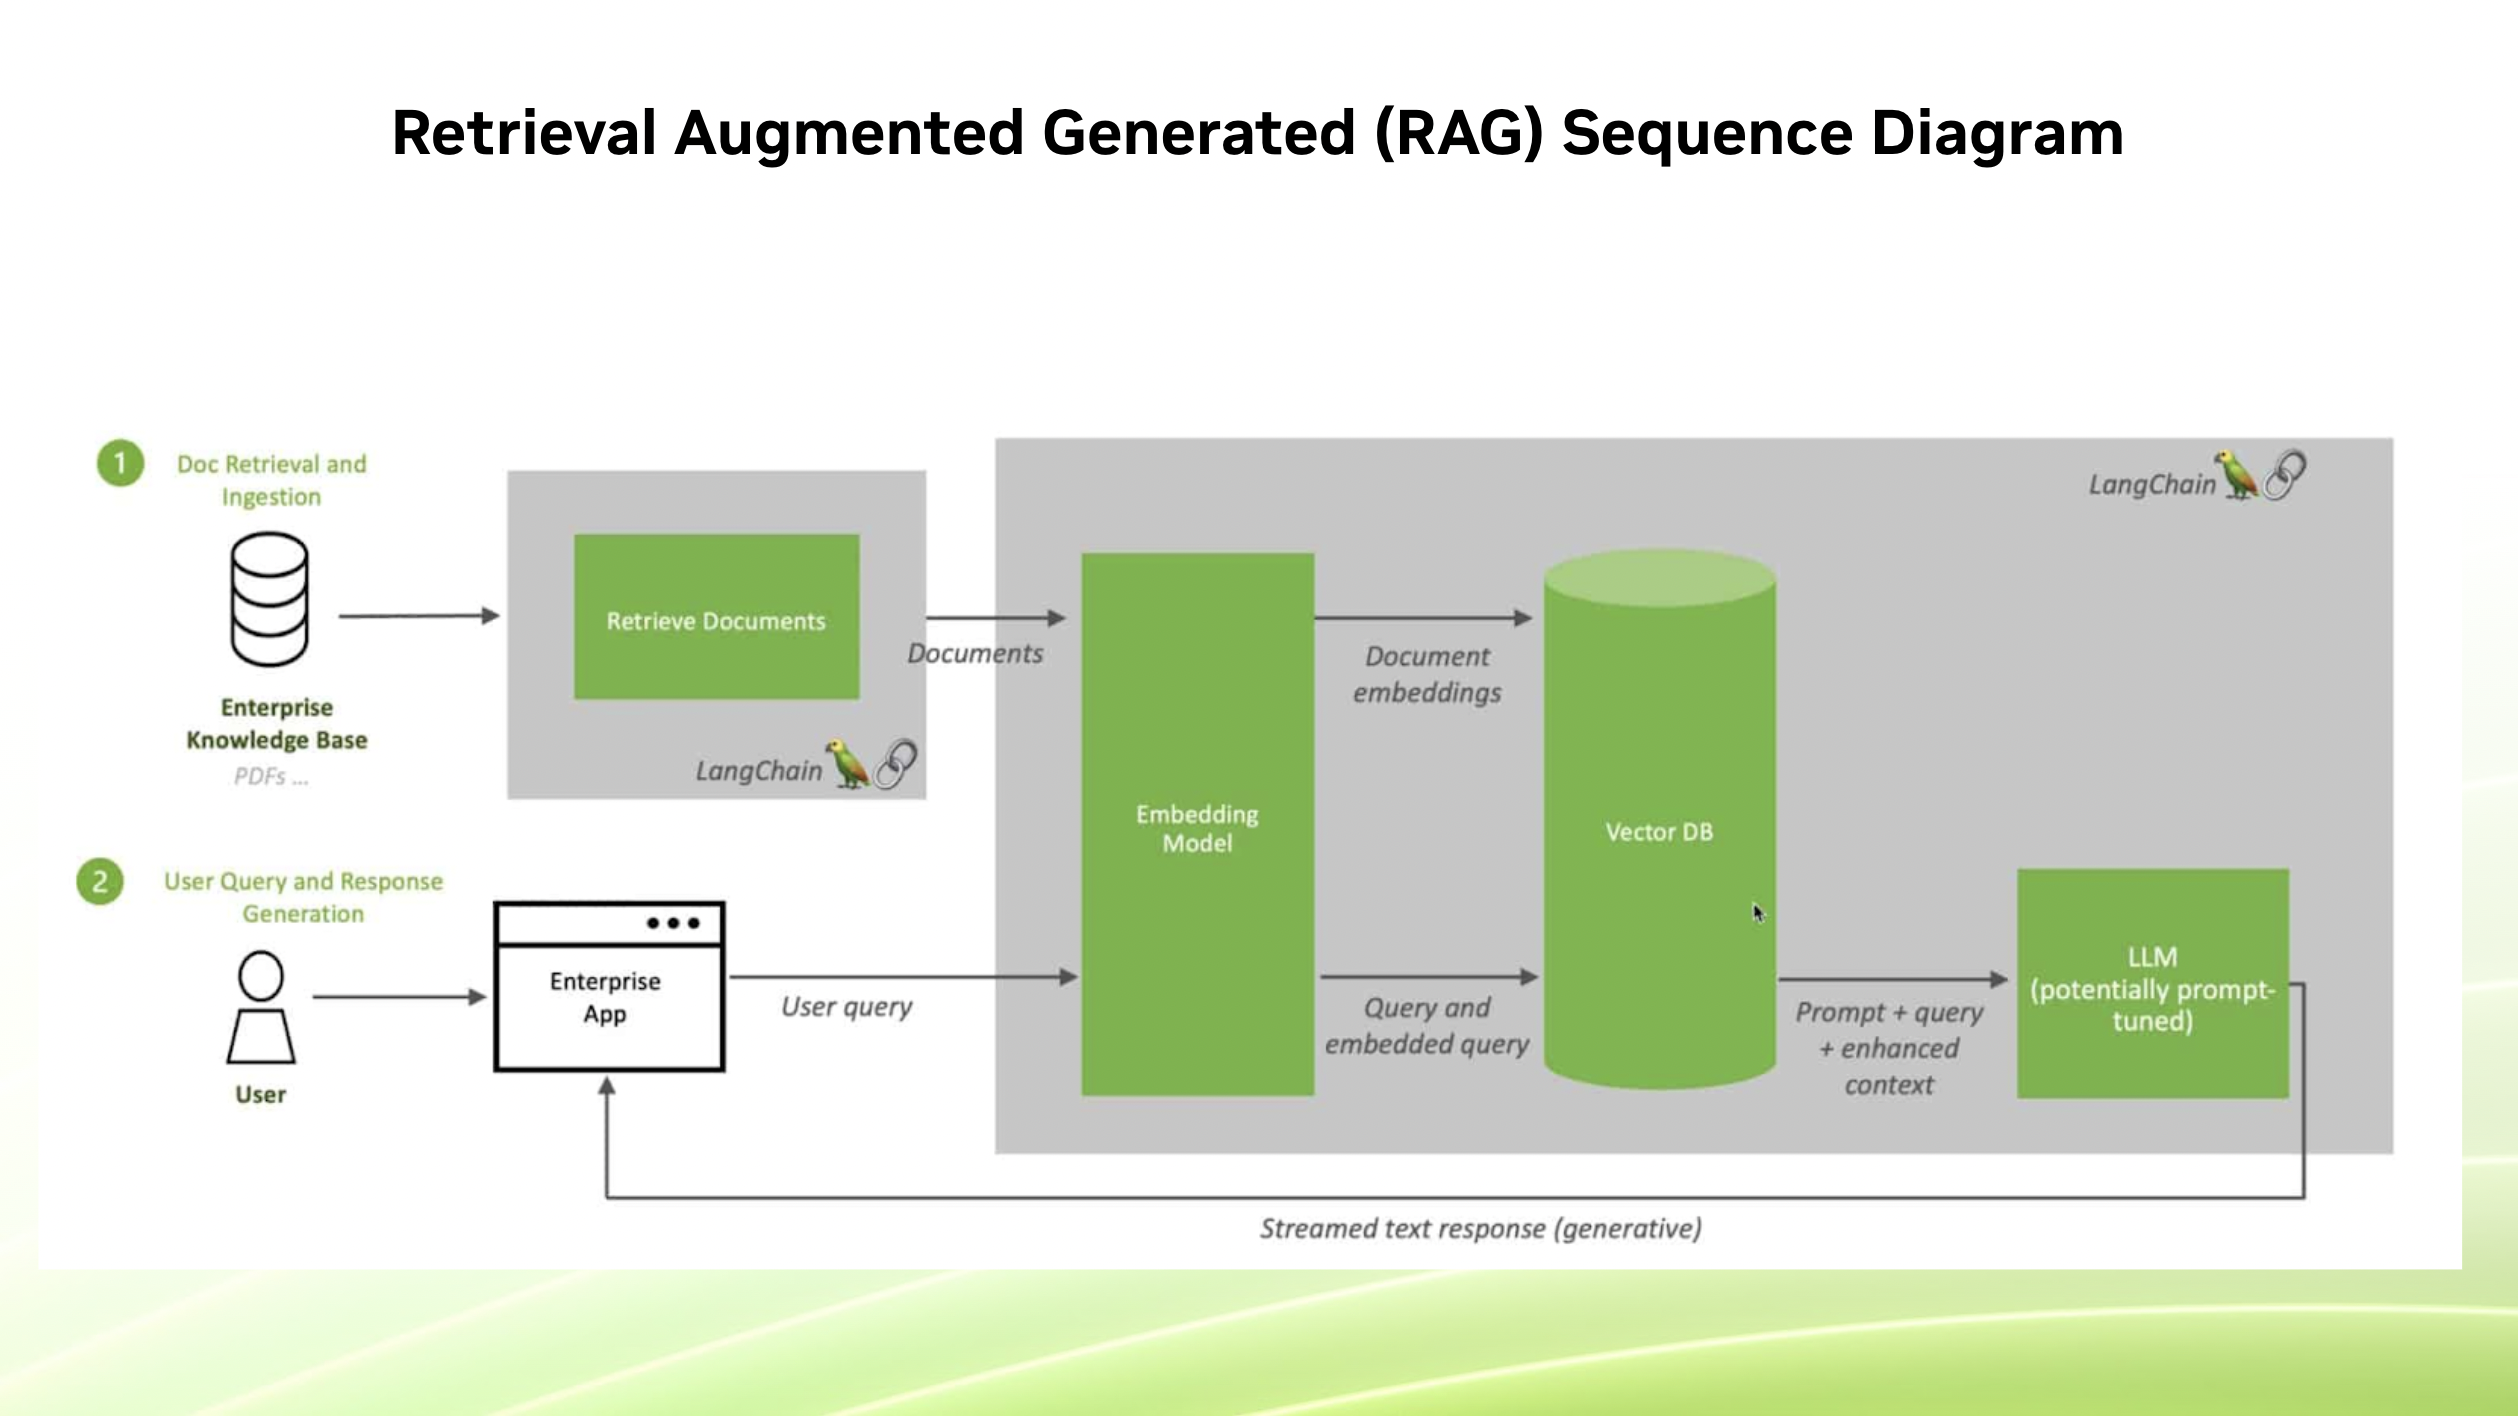 Retrieval Augmented Generated (RAG) Sequence Diagram
1
Doc Retrieval and
Ingestion
Enterprise
Knowledge Base
PDFs ...
Retrieve Documents
LangChain
Documents
LangChain
Embedding
Model
Document
embeddings
Vector DB
2
User Query and Response
Generation
User
Enterprise
App
User query
Query and
embedded query
Prompt + query
+ enhanced
context
LLM
(potentially prompt-
tuned)
Streamed text response (generative)